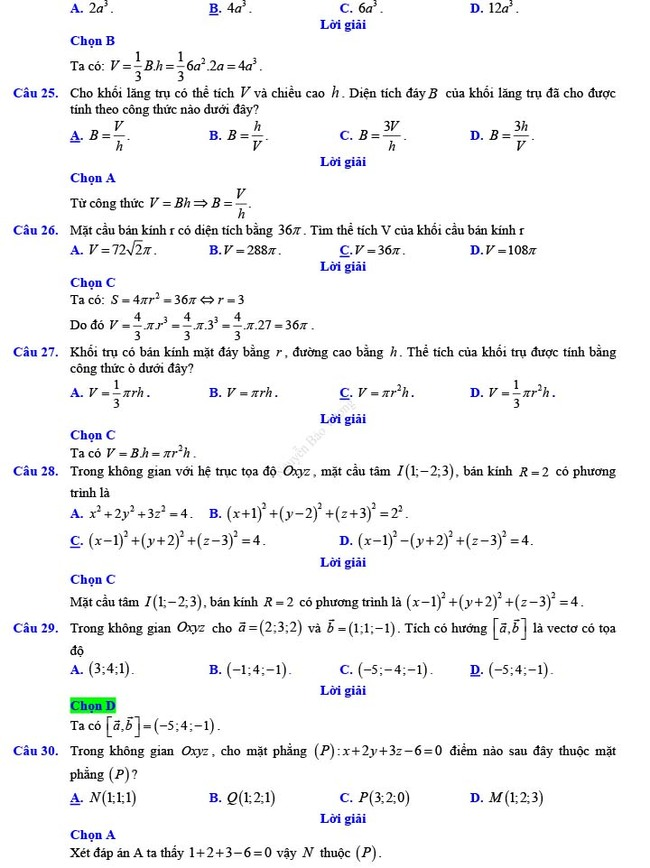 A. 2a³. B. 4a³. C. 6a³. D. 12a³.
Lời giải
Chọn B
Ta có: V = 1/3 B.h = 1/3 6a².2a = 4a³.
Câu 25. Cho khối lăng trụ có thể tích V và chiều cao h. Diện tích đáy B của khối lăng trụ đã cho được
tính theo công thức nào dưới đây?
A. B = V/h. B. B = h/V. C. B = 3V/h. D. B = 3h/V.
Lời giải
Chọn A
Từ công thức V = Bh ⇒ B = V/h.
Câu 26. Mặt cầu bán kính r có diện tích bằng 36π. Tìm thể tích V của khối cầu bán kính r
A. V = 72√2π. B. V = 288π. C. V = 36π. D. V = 108π
Lời giải
Chọn C
Ta có: S = 4πr² = 36π ⇔ r = 3
Do đó V = 4/3.π.r³ = 4/3.π.3³ = 4/3.π.27 = 36π.
Câu 27. Khối trụ có bán kính mặt đáy bằng r, đường cao bằng h. Thể tích của khối trụ được tính bằng
công thức ở dưới đây?
A. V = 1/3 πrh. B. V = πrh. C. V = πr²h. D. V = 1/3 πr²h.
Lời giải
Chọn C
Ta có V = B.h = πr²h.
Câu 28. Trong không gian với hệ trục tọa độ Oxyz, mặt cầu tâm I(1;−2;3), bán kính R = 2 có phương
trình là
A. x² + 2y² + 3z² = 4. B. (x+1)² + (y−2)² + (z+3)² = 2².
C. (x−1)² + (y+2)² + (z−3)² = 4. D. (x−1)² − (y+2)² + (z−3)² = 4.
Lời giải
Chọn C
Mặt cầu tâm I(1;−2;3), bán kính R = 2 có phương trình là (x−1)² + (y+2)² + (z−3)² = 4.
Câu 29. Trong không gian Oxyz cho a⃗ = (2;3;2) và b⃗ = (1;1;−1). Tích có hướng [a⃗,b⃗] là vectơ có tọa
độ
A. (3;4;1). B. (−1;4;−1). C. (−5;−4;−1). D. (−5;4;−1).
Lời giải
Chọn D
Ta có [a⃗,b⃗] = (−5;4;−1).
Câu 30. Trong không gian Oxyz, cho mặt phẳng (P): x + 2y + 3z − 6 = 0 điểm nào sau đây thuộc mặt
phẳng (P)?
A. N(1;1;1) B. Q(1;2;1) C. P(3;2;0) D. M(1;2;3)
Lời giải
Chọn A
Xét đáp án A ta thấy 1 + 2 + 3 − 6 = 0 vậy N thuộc (P).